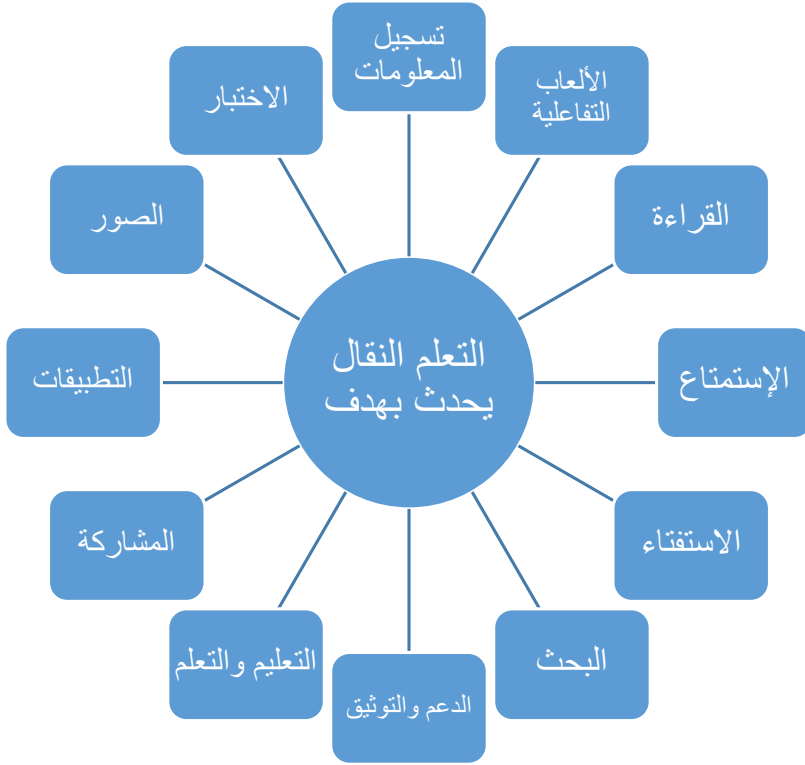 التعلم النقال
يحدث بهدف
تسجيل
المعلومات
الألعاب
التفاعلية
القراءة
الإستمتاع
الاستفتاء
البحث
الدعم والتوثيق
التعليم والتعلم
المشاركة
التطبيقات
الصور
الاختبار